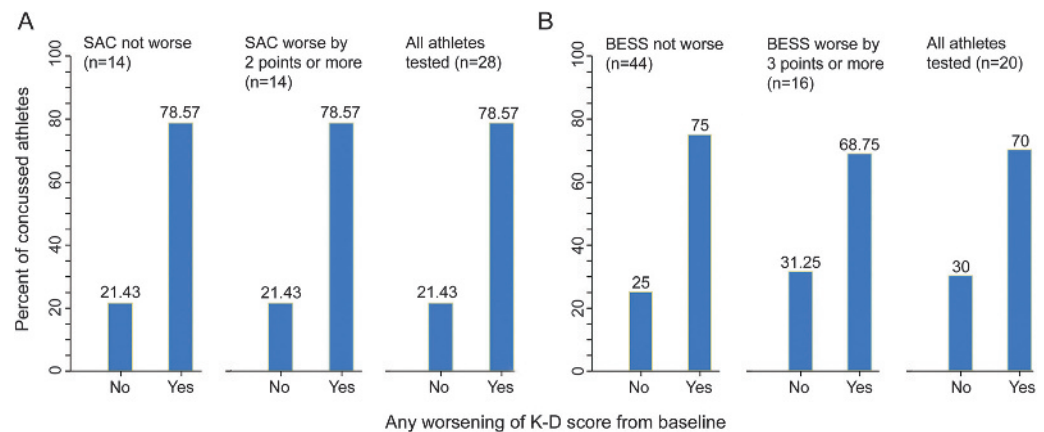 A
SAC not worse
(n=14)
SAC worse by
2 points or more
(n=14)
All athletes
tested (n=28)
B
BESS not worse
(n=44)
BESS worse by
3 points or more
(n=16)
All athletes
tested (n=20)
Percent of concussed athletes
100
80
60
40
20
0
21.43
78.57
21.43
78.57
21.43
78.57
No Yes
No Yes
No Yes
100
80
60
40
20
0
25
75
31.25
68.75
30
70
No Yes
No Yes
No Yes
Any worsening of K-D score from baseline